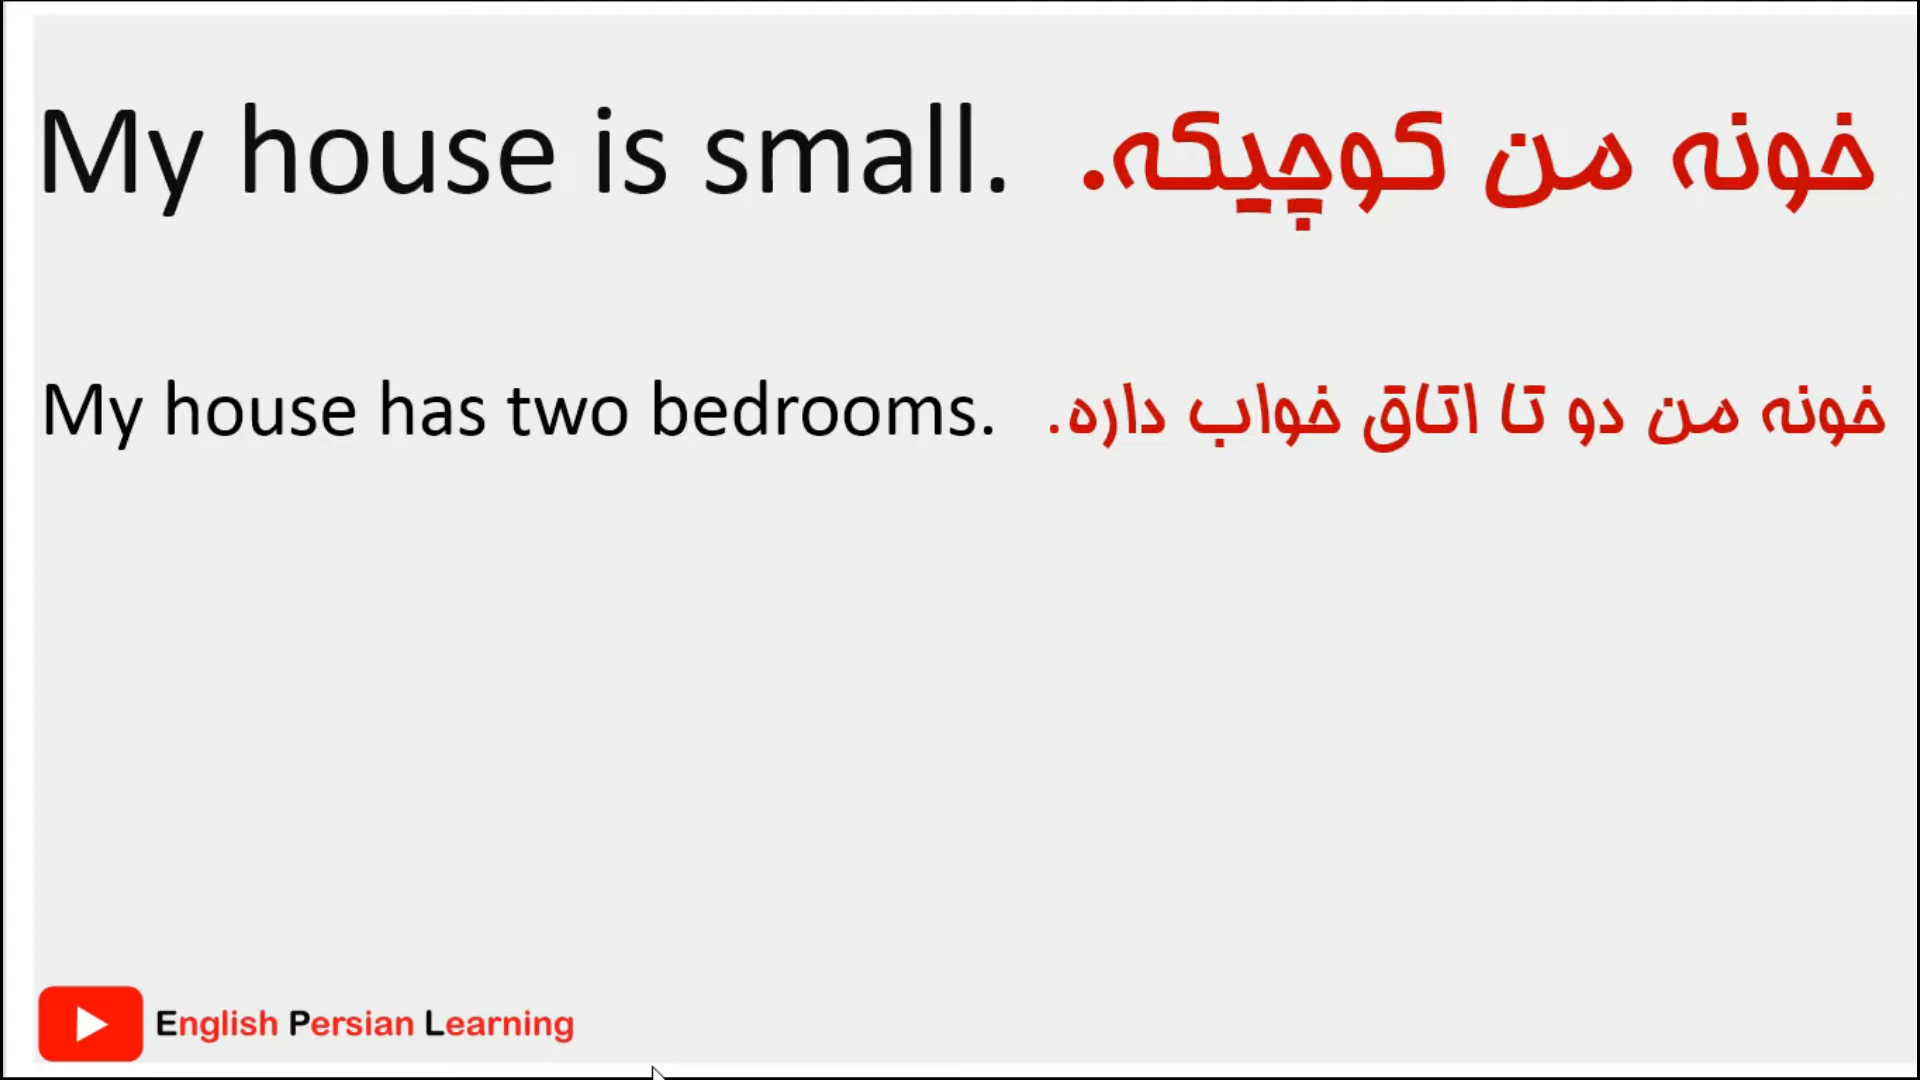 My house is small. خونه من کوچیکه.
My house has two bedrooms. خونه من دو تا اتاق خواب داره.
English Persian Learning